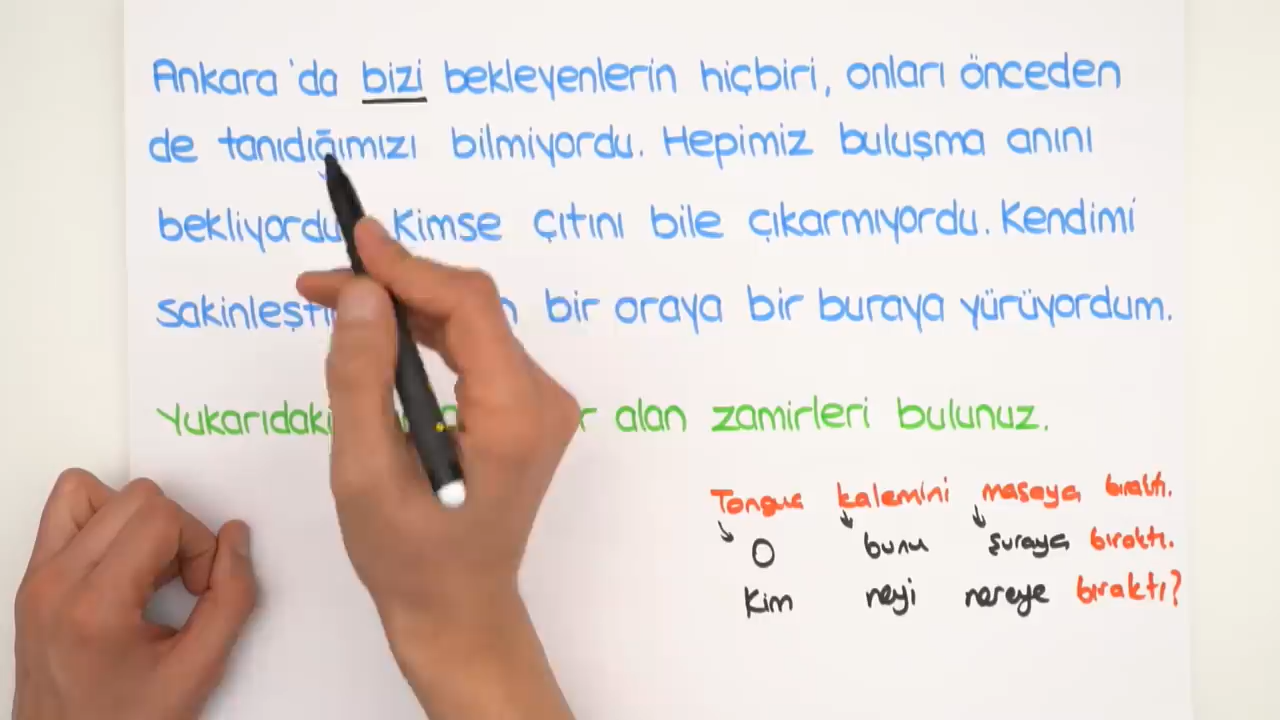 Ankara'da bizi bekleyenlerin hiçbiri, onları önceden
de tanıdığımızı bilmiyordu. Hepimiz buluşma anını
bekliyordu Kimse çıtını bile çıkarmıyordu. Kendimi
bir oraya bir buraya yürüyordum.
Yukarıdaki alan zamirleri bulunuz.
Tonguç kalemini masaya bıraktı.
O bunu şuraya bıraktı.
Kim neyi nereye bıraktı?